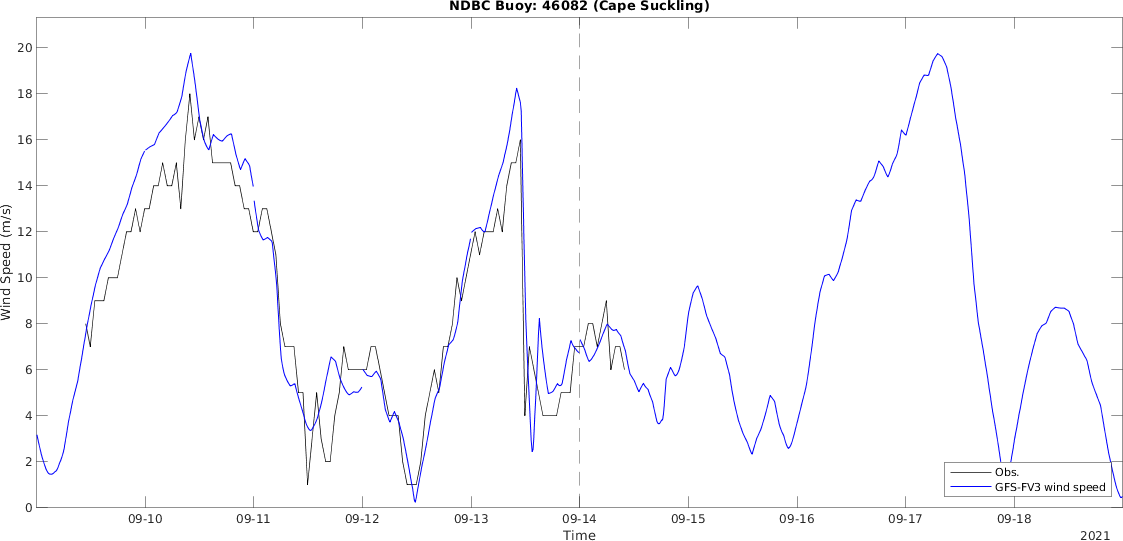 NDBC Buoy: 46082 (Cape Suckling)
Wind Speed (m/s)
20
18
16
14
12
10
8
6
4
2
0
Obs.
GFS-FV3 wind speed
09-10 09-11 09-12 09-13 09-14 09-15 09-16 09-17 09-18
Time
2021